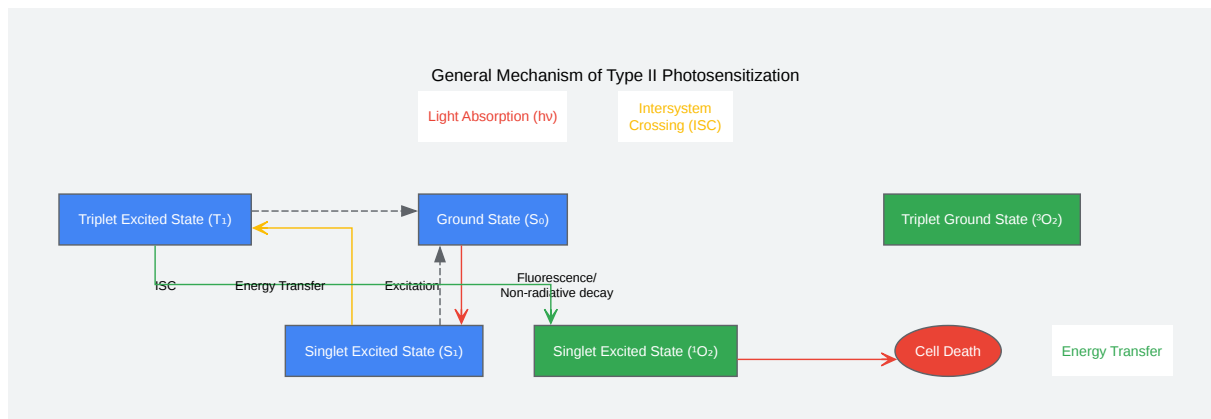 General Mechanism of Type II Photosensitization
Light Absorption (hν)
Intersystem
Crossing (ISC)
Triplet Excited State (T₁)
Ground State (S₀)
Triplet Ground State (³O₂)
ISC
Energy Transfer
Excitation
Fluorescence/
Non-radiative decay
Singlet Excited State (S₁)
Singlet Excited State (¹O₂)
Cell Death
Energy Transfer